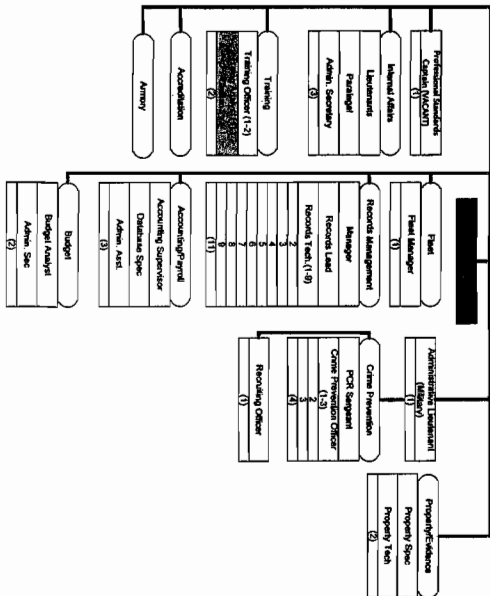 Professional Standards
Captain (VACANT)
(1)
Internal Affairs
Lieutenants
Paralegal
Admin. Secretary
(3)
Training
Training Officer (1-2)
(2)
Accreditation
Armory
Fleet
Fleet Manager
(1)
Records Management
Manager
Records Lead
Records Tech. (1-9)
2
3
4
5
6
7
8
9
(11)
Accounting/Payroll
Accounting Supervisor
Database Spec
Admin. Asst.
(3)
Budget
Budget Analyst
Admin. Sec
(2)
Administrative Lieutenant
(Military)
(1)
Crime Prevention
PCR Sergeant
Crime Prevention Officer
(1-3)
2
3
(4)
Recruiting Officer
(1)
Property/Evidence
Property Spec
Property Tech
(2)